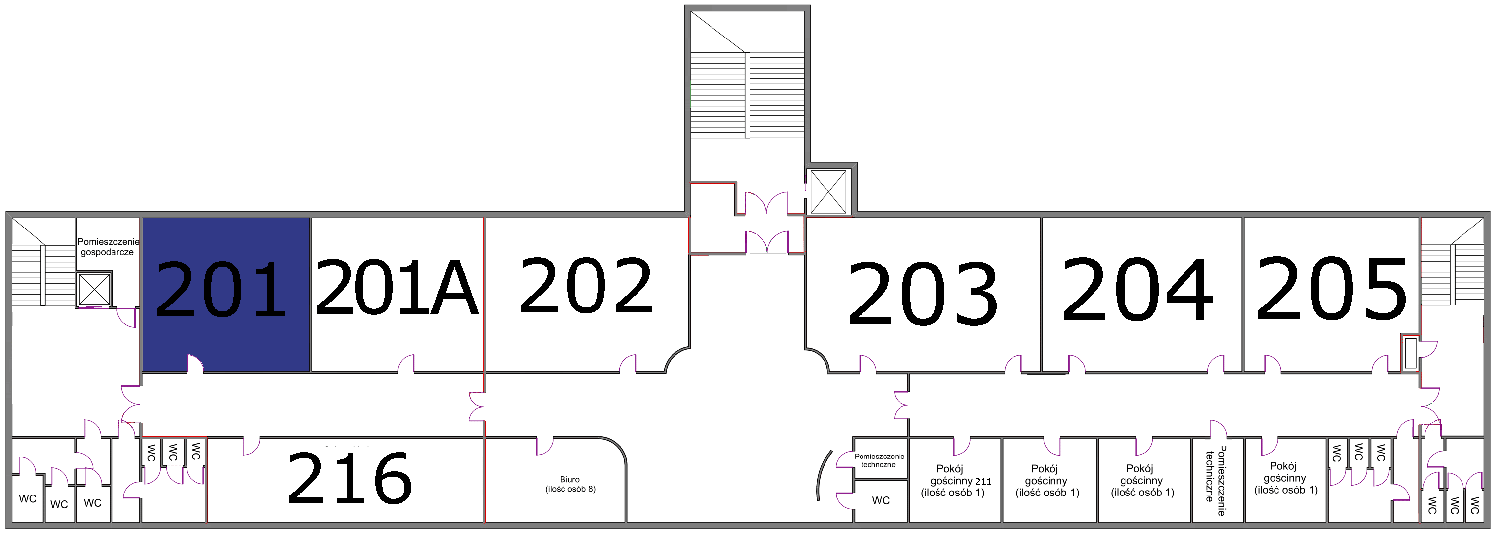 Pomieszczenie
gospodarcze
201
201A
202
203
204
205
WC
WC
WC
WC
WC
WC
216
Biuro
(ilość osób 8)
Pomieszczenie
techniczne
WC
Pokój
gościnny 211
(ilość osób 1)
Pokój
gościnny
(ilość osób 1)
Pokój
gościnny
(ilość osób 1)
Pomieszczenie
techniczne
Pokój
gościnny
(ilość osób 1)
WC
WC
WC
WC
WC
WC